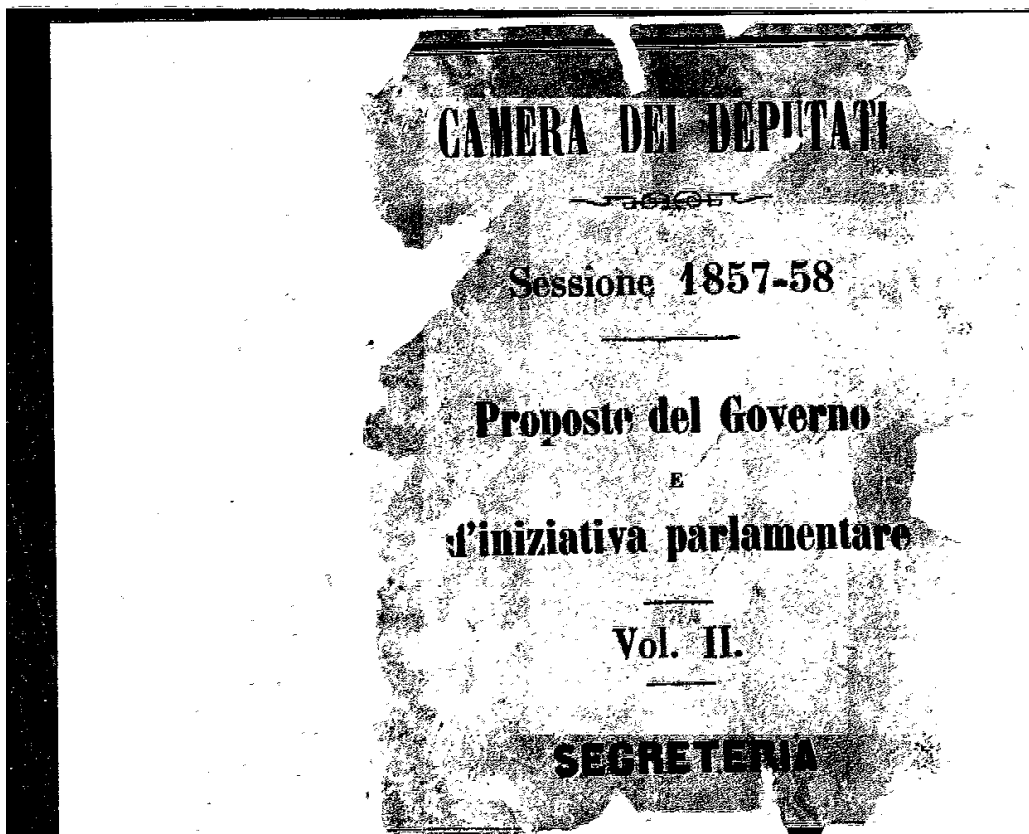 CAMERA DEI DEPUTATI
Sessione 1857-58
Proposte del Governo
E
d'iniziativa parlamentare
Vol. II.
SEGRETERIA